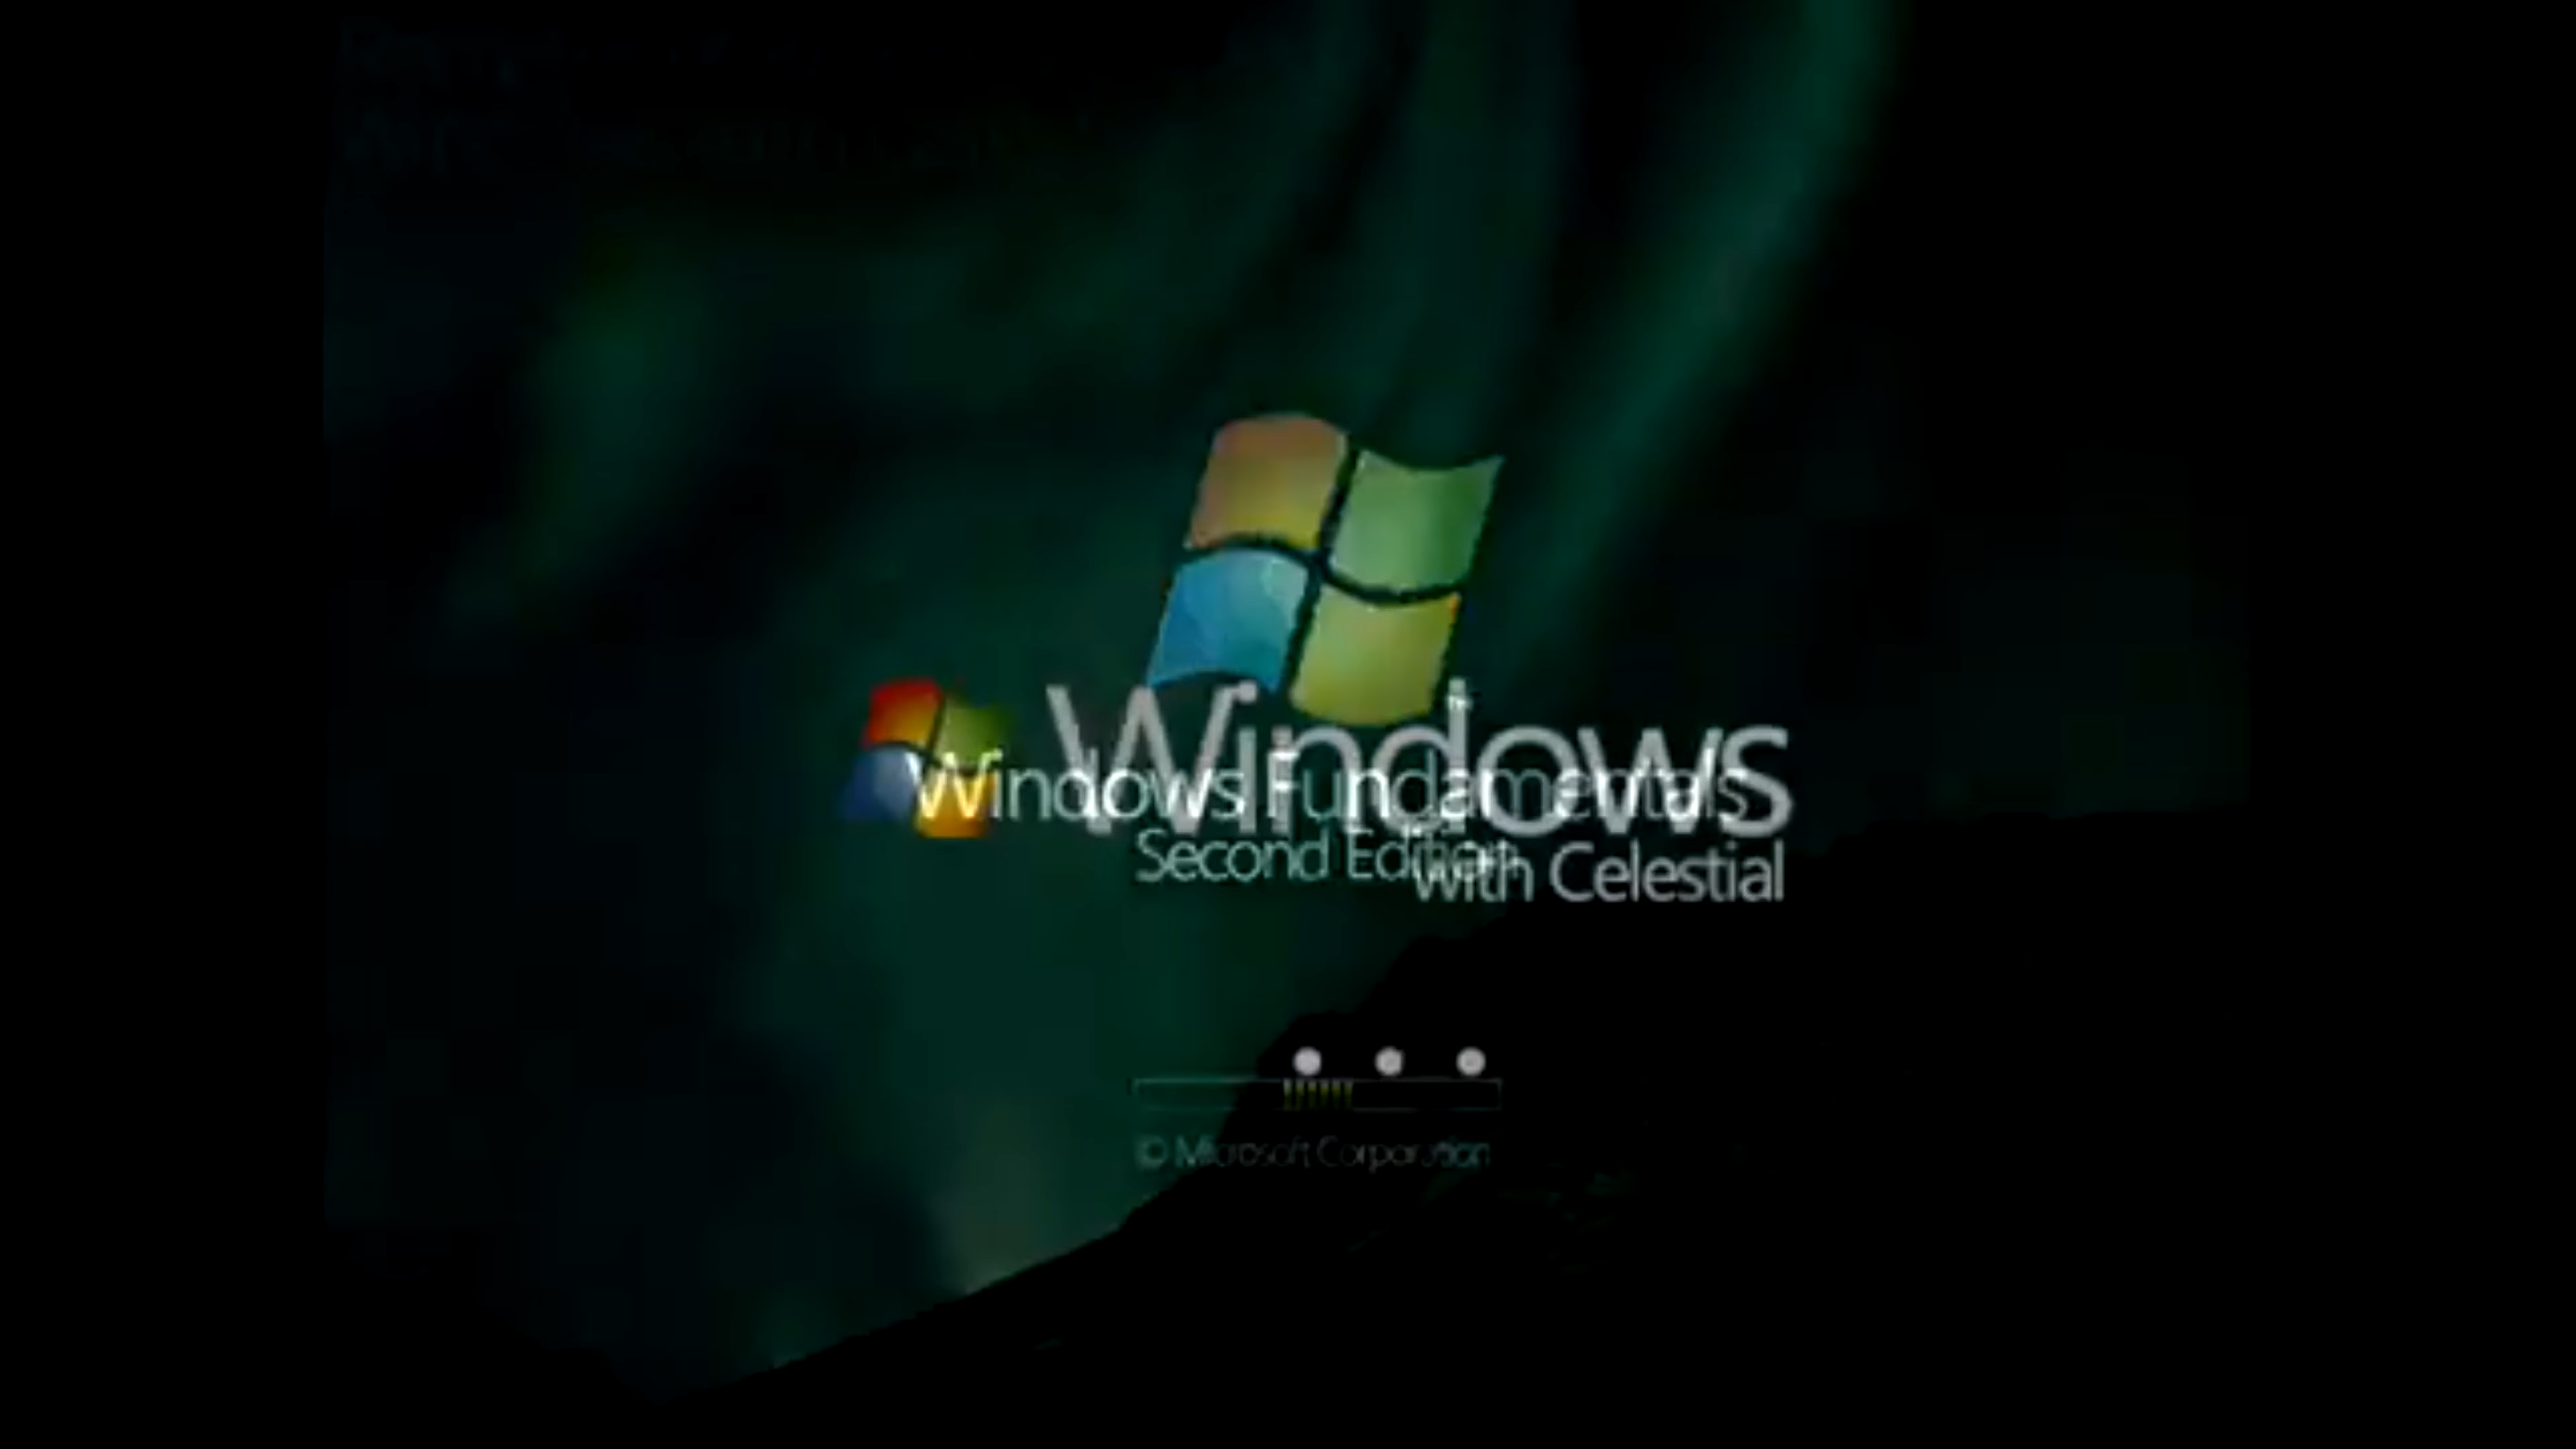 Windows
Windows Fundamentals
Second Edition
with Celestial
© Microsoft Corporation